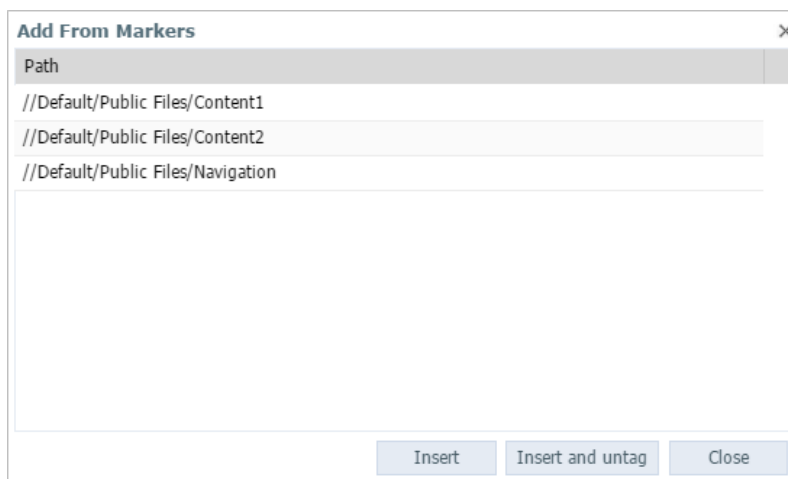 Add From Markers
Path
//Default/Public Files/Content1
//Default/Public Files/Content2
//Default/Public Files/Navigation
Insert Insert and untag Close